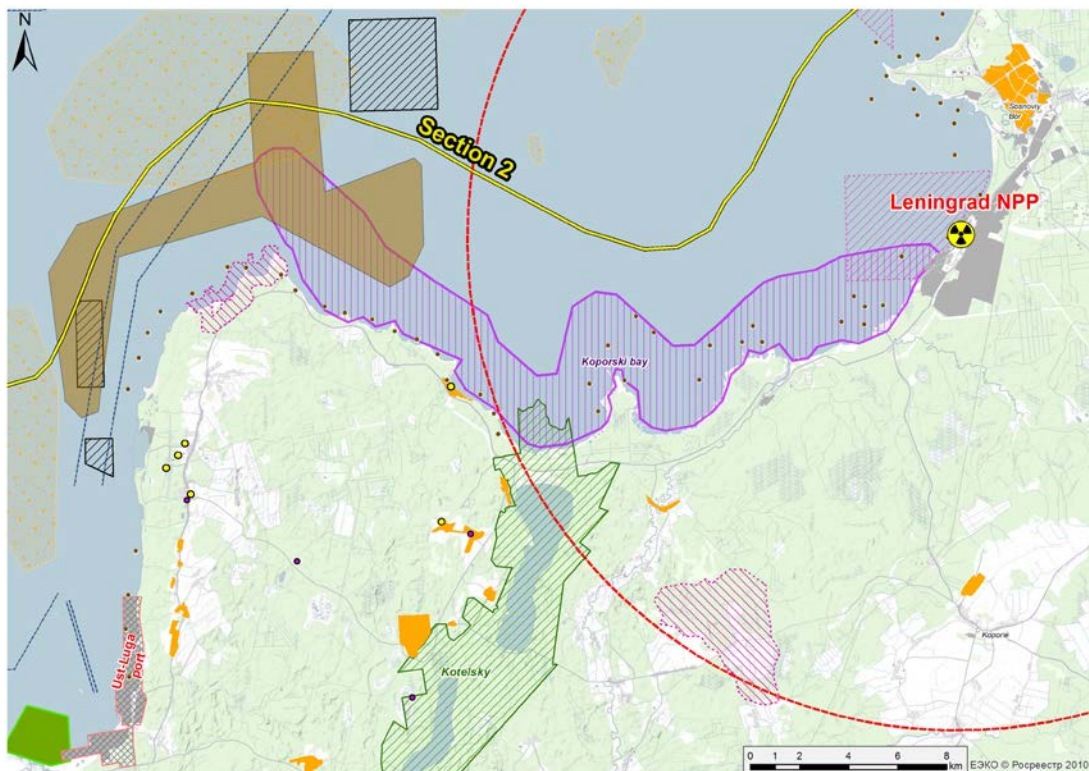 N
Section 2
Sosnoviy
Bor
Leningrad NPP
Koporski bay
Ust-Luga
port
Kotelsky
Koporie
0 1 2 4 6 8
km
ЕЭКО © Росреестр 2010